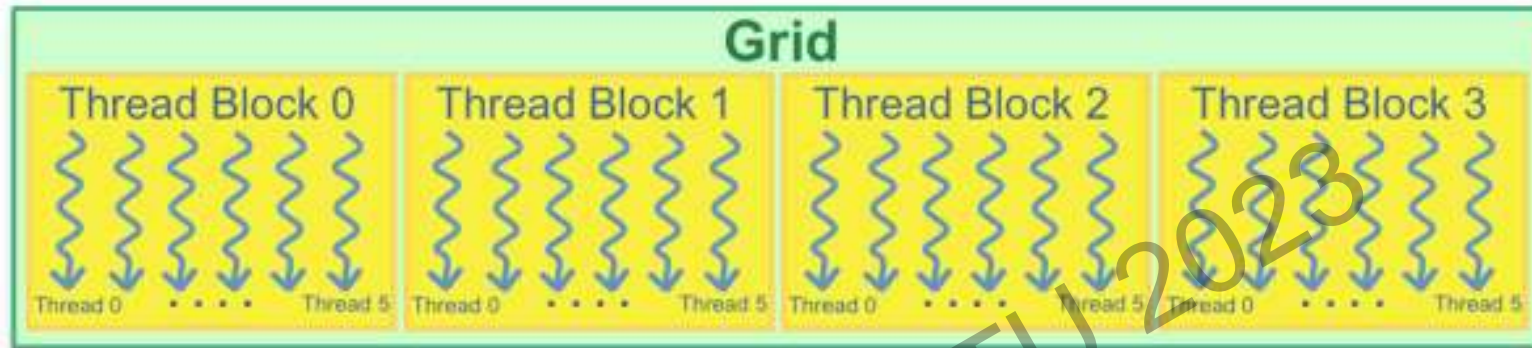 Grid
Thread Block 0 Thread Block 1 Thread Block 2 Thread Block 3
Thread 0 . . . . Thread 5 Thread 0 . . . . Thread 5 Thread 0 . . . . Thread 5 Thread 0 . . . . Thread 5
2023